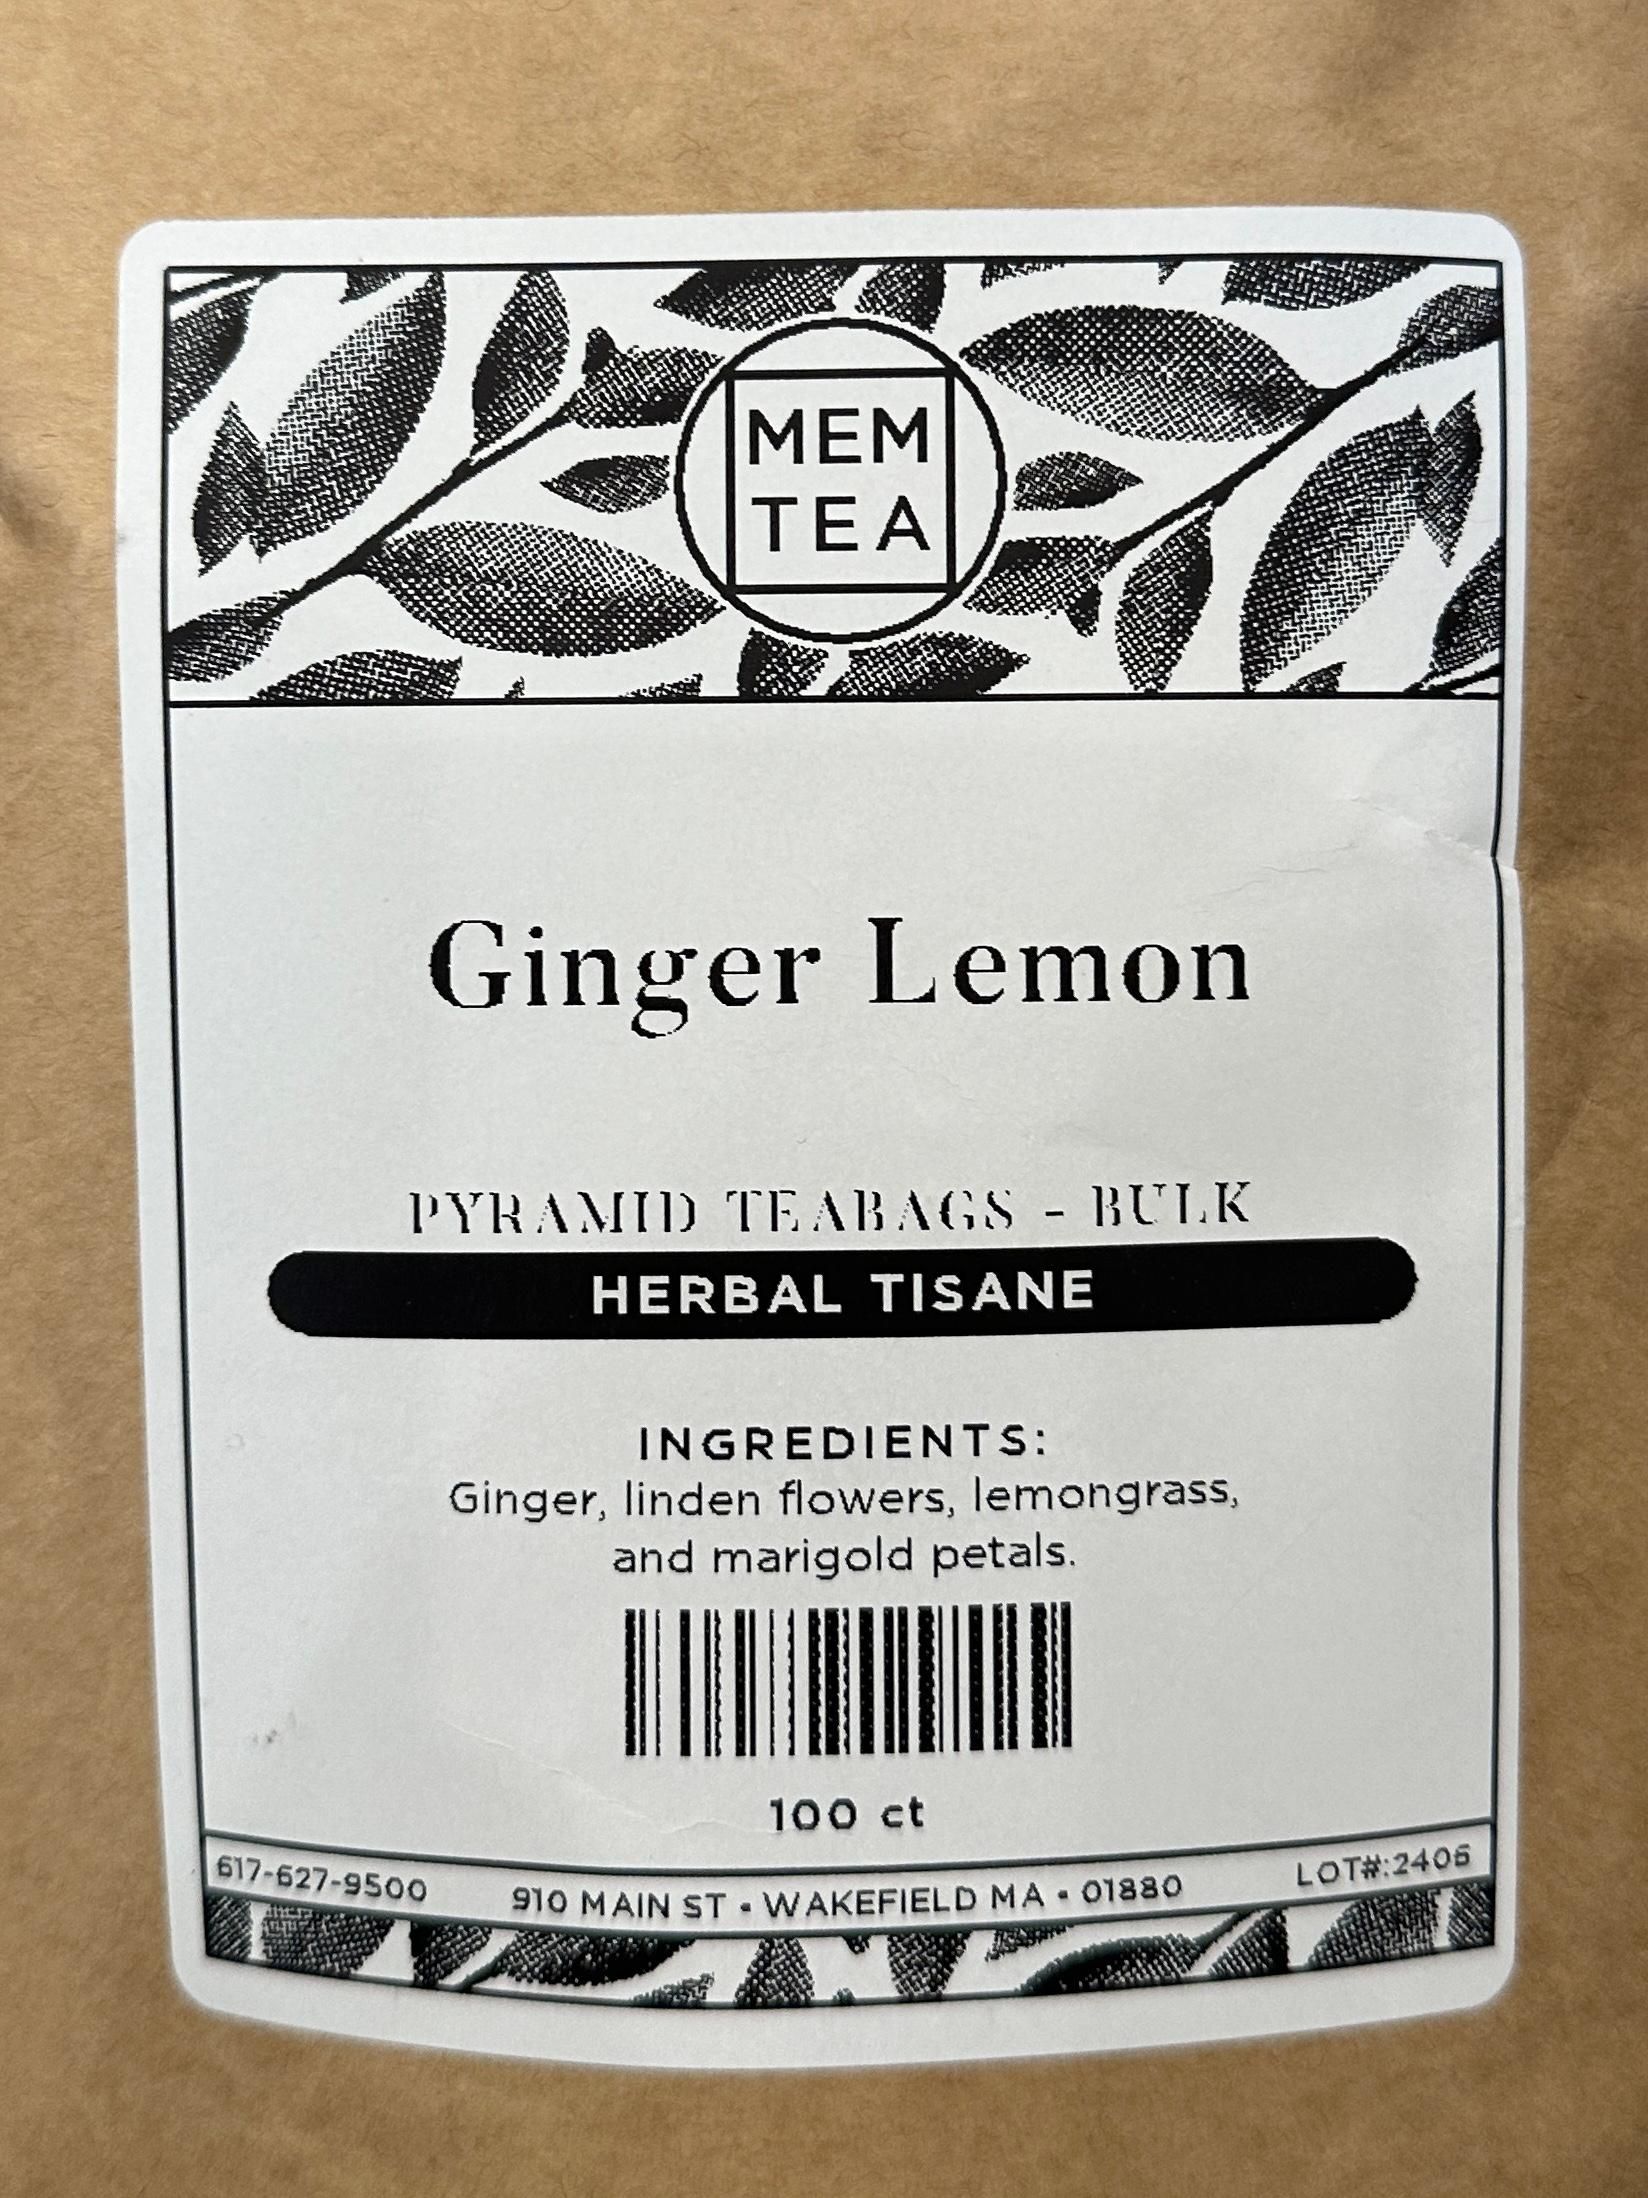 MEM
TEA
Ginger Lemon
PYRAMID TEABAGS - BULK
HERBAL TISANE
INGREDIENTS:
Ginger, linden flowers, lemongrass,
and marigold petals.
100 ct
617-627-9500 910 MAIN ST • WAKEFIELD MA • 01880 LOT#:2406